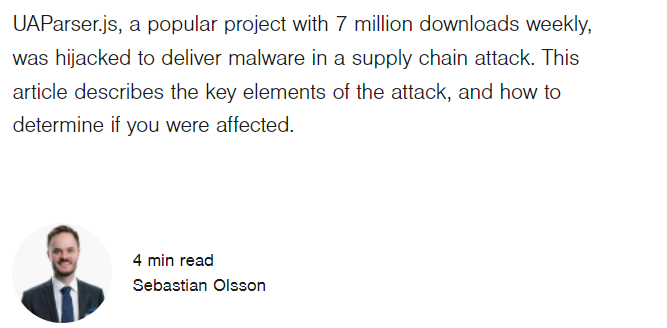 UAParser.js, a popular project with 7 million downloads weekly,
was hijacked to deliver malware in a supply chain attack. This
article describes the key elements of the attack, and how to
determine if you were affected.
4 min read
Sebastian Olsson